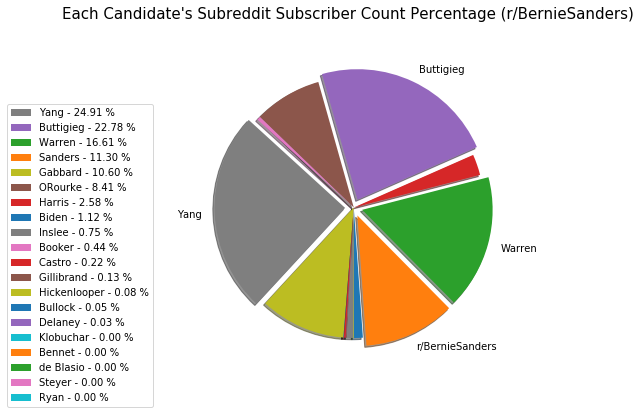 Each Candidate's Subreddit Subscriber Count Percentage (r/BernieSanders)
Buttigieg
Yang - 24.91 %
Buttigieg - 22.78 %
Warren - 16.61 %
Sanders - 11.30 %
Gabbard - 10.60 %
ORourke - 8.41 %
Harris - 2.58 %
Biden - 1.12 %
Inslee - 0.75 %
Booker - 0.44 %
Castro - 0.22 %
Gillibrand - 0.13 %
Hickenlooper - 0.08 %
Bullock - 0.05 %
Delaney - 0.03 %
Klobuchar - 0.00 %
Bennet - 0.00 %
de Blasio - 0.00 %
Steyer - 0.00 %
Ryan - 0.00 %
Yang
Warren
r/BernieSanders